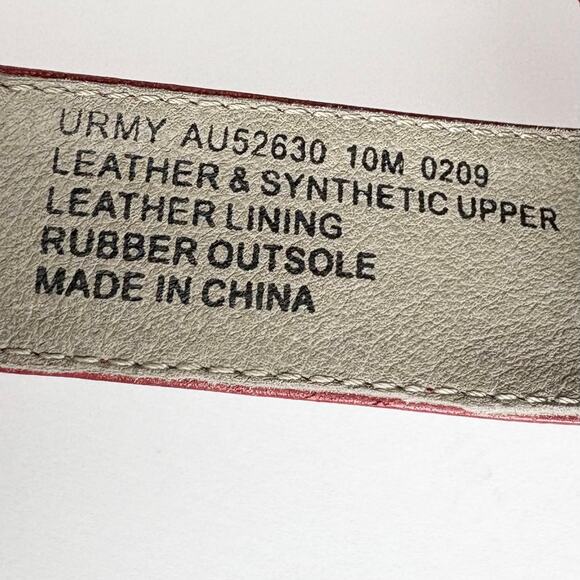 URMY AU52630 10M 0209
LEATHER & SYNTHETIC UPPER
LEATHER LINING
RUBBER OUTSOLE
MADE IN CHINA